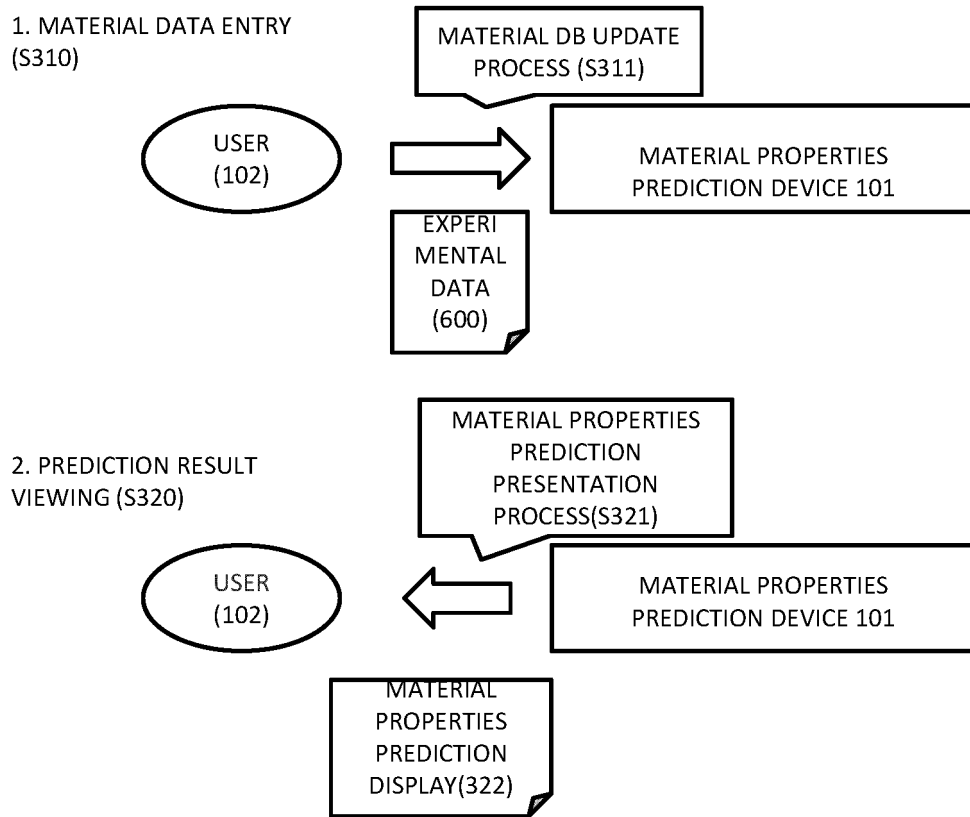 1. MATERIAL DATA ENTRY
(S310)
MATERIAL DB UPDATE
PROCESS (S311)
USER
(102)
MATERIAL PROPERTIES
PREDICTION DEVICE 101
EXPERI
MENTAL
DATA
(600)
2. PREDICTION RESULT
VIEWING (S320)
MATERIAL PROPERTIES
PREDICTION
PRESENTATION
PROCESS(S321)
USER
(102)
MATERIAL PROPERTIES
PREDICTION DEVICE 101
MATERIAL
PROPERTIES
PREDICTION
DISPLAY(322)